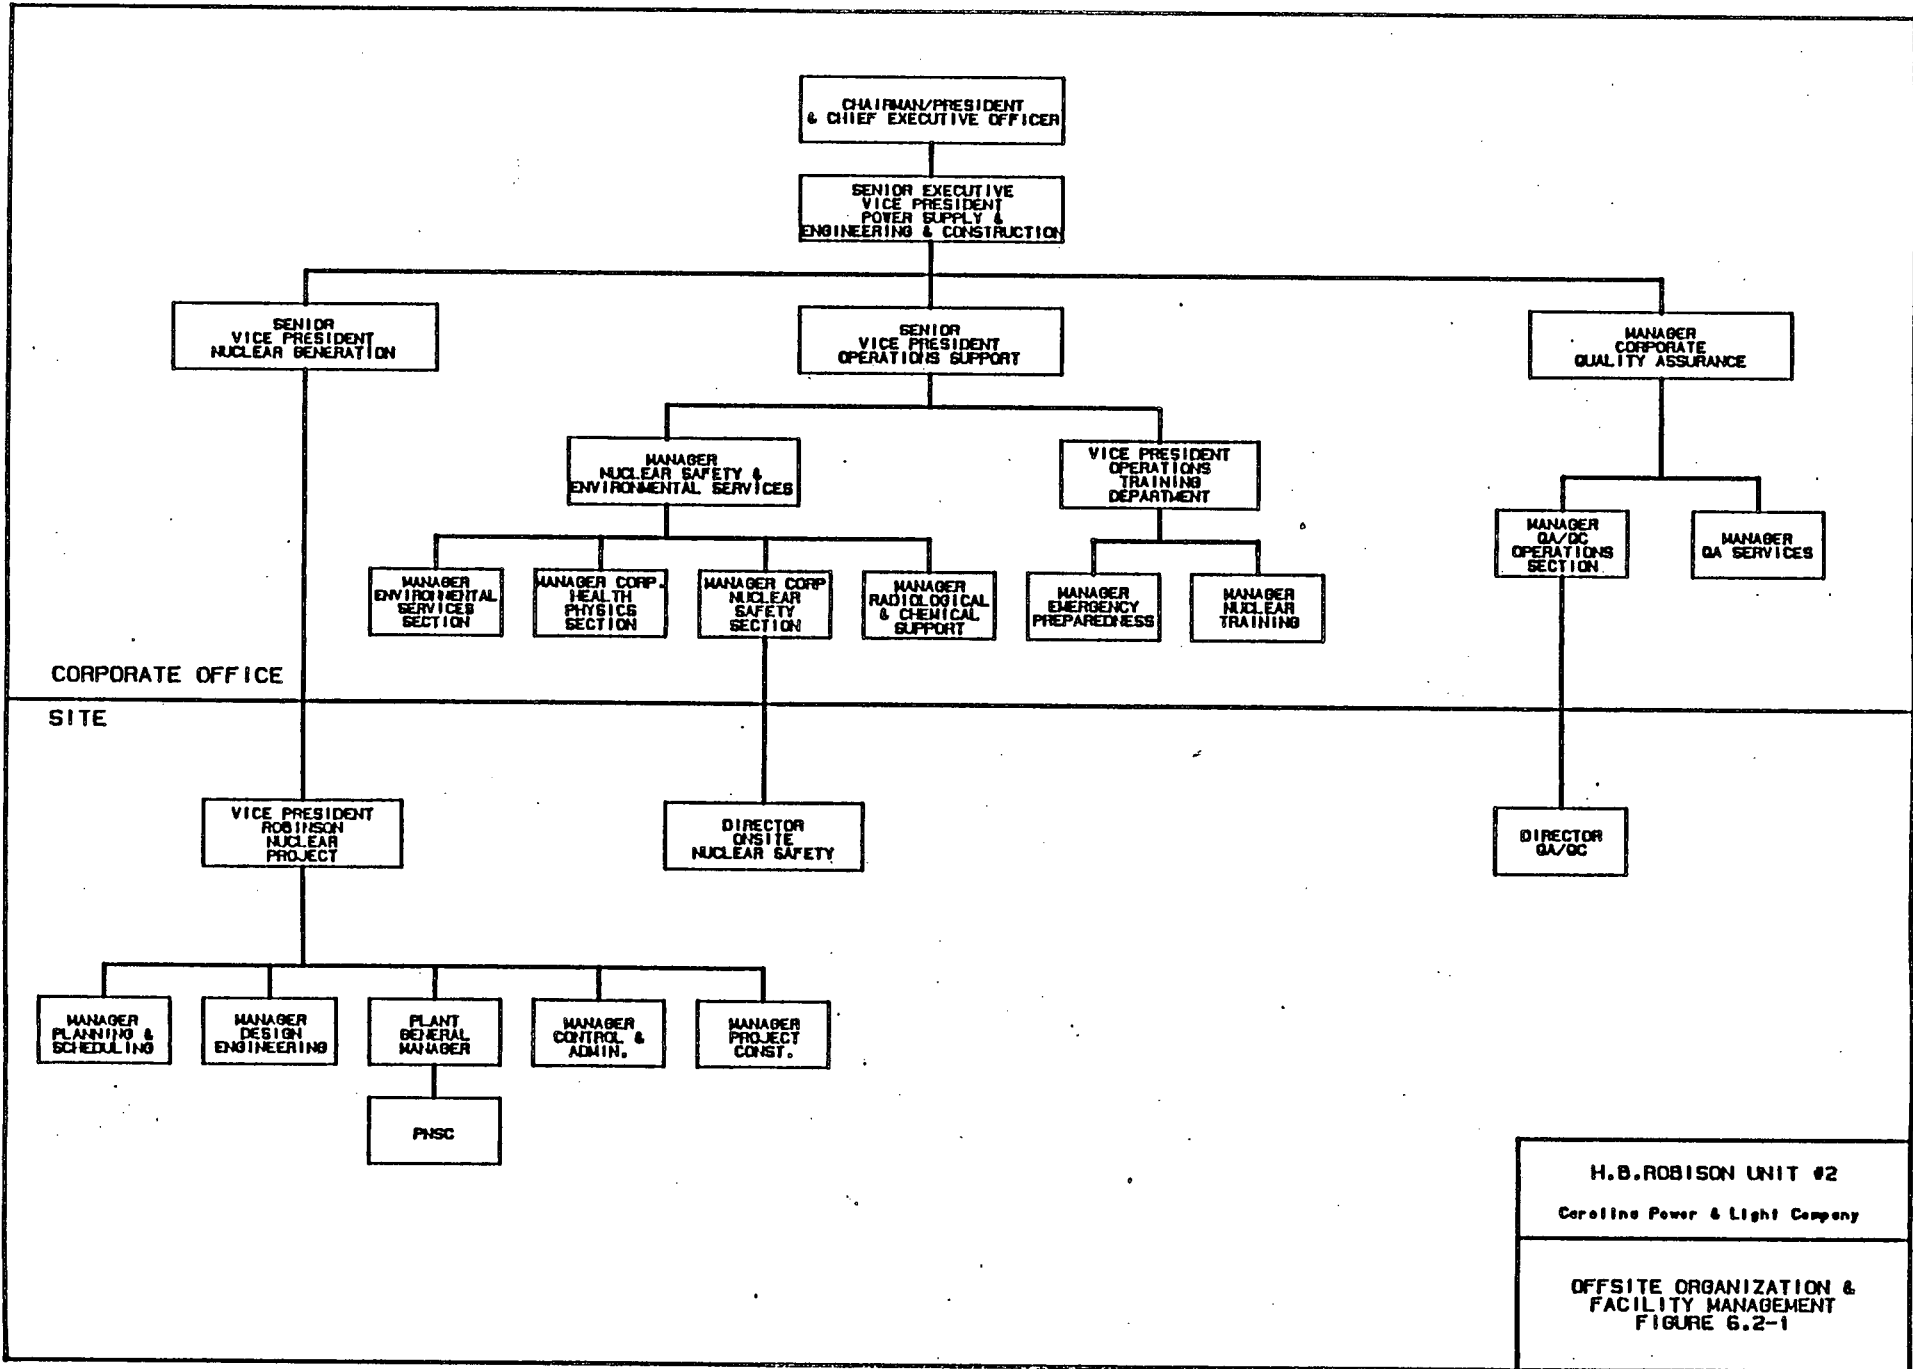 CHAIRMAN/PRESIDENT
& CHIEF EXECUTIVE OFFICER
SENIOR EXECUTIVE
VICE PRESIDENT
POWER SUPPLY &
ENGINEERING & CONSTRUCTION
SENIOR
VICE PRESIDENT
NUCLEAR GENERATION
SENIOR
VICE PRESIDENT
OPERATIONS SUPPORT
MANAGER
CORPORATE
QUALITY ASSURANCE
MANAGER
NUCLEAR SAFETY &
ENVIRONMENTAL SERVICES
VICE PRESIDENT
OPERATIONS
TRAINING
DEPARTMENT
MANAGER
QA/QC
OPERATIONS
SECTION
MANAGER
QA SERVICES
MANAGER
ENVIRONMENTAL
SERVICES
SECTION
MANAGER CORP.
HEALTH
PHYSICS
SECTION
MANAGER CORP
NUCLEAR
SAFETY
SECTION
MANAGER
RADIOLOGICAL
& CHEMICAL
SUPPORT
MANAGER
EMERGENCY
PREPAREDNESS
MANAGER
NUCLEAR
TRAINING
CORPORATE OFFICE
SITE
VICE PRESIDENT
ROBINSON
NUCLEAR
PROJECT
DIRECTOR
ONSITE
NUCLEAR SAFETY
DIRECTOR
QA/QC
MANAGER
PLANNING &
SCHEDULING
MANAGER
DESIGN
ENGINEERING
PLANT
GENERAL
MANAGER
MANAGER
CONTROL &
ADMIN.
MANAGER
PROJECT
CONST.
PNSC
H.B.ROBISON UNIT #2
Carolina Power & Light Company
OFFSITE ORGANIZATION &
FACILITY MANAGEMENT
FIGURE 6.2-1